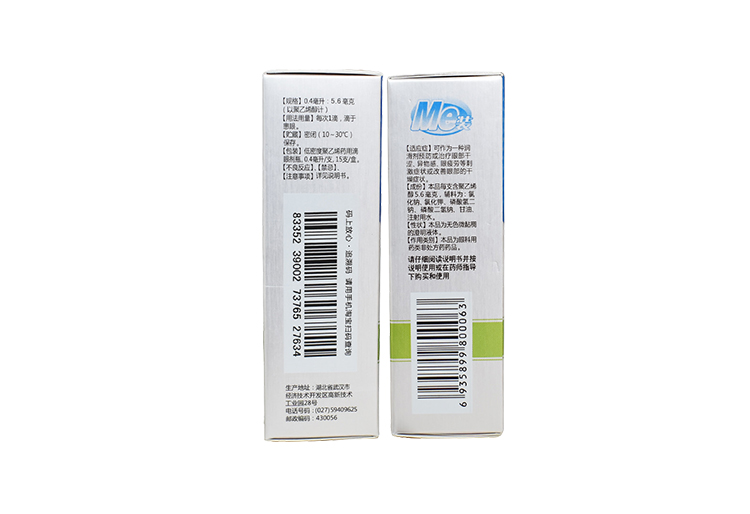 【规格】0.4毫升:5.6毫克
(以聚乙烯醇计)
【用法用量】每次1滴,滴于
患眼。
【贮藏】密闭(10~30℃)
保存。
【包装】低密度聚乙烯药用滴
眼剂瓶,0.4毫升/支,15支/盒。
【不良反应】、【禁忌】、
【注意事项】详见说明书。
码上放心·追溯码 请用手机淘宝扫码查询
83352 39002 73765 27634
生产地址:湖北省武汉市
经济技术开发区高新技术
工业园28号
电话号码:(027)59409625
邮政编码:430056
Me
【适应症】可作为一种润
滑剂预防或治疗眼部干
涩、异物感、眼疲劳等刺
激症状或改善眼部的干
燥症状。
【成份】本品每支含聚乙烯
醇5.6毫克,辅料为:氯
化钠、氯化钾、磷酸氢二
钠、磷酸二氢钠、甘油、
注射用水。
【性状】本品为无色微黏稠
的澄明液体。
【作用类别】本品为眼科用
药类非处方药药品。
请仔细阅读说明书并按
说明使用或在药师指导
下购买和使用
6935899800093